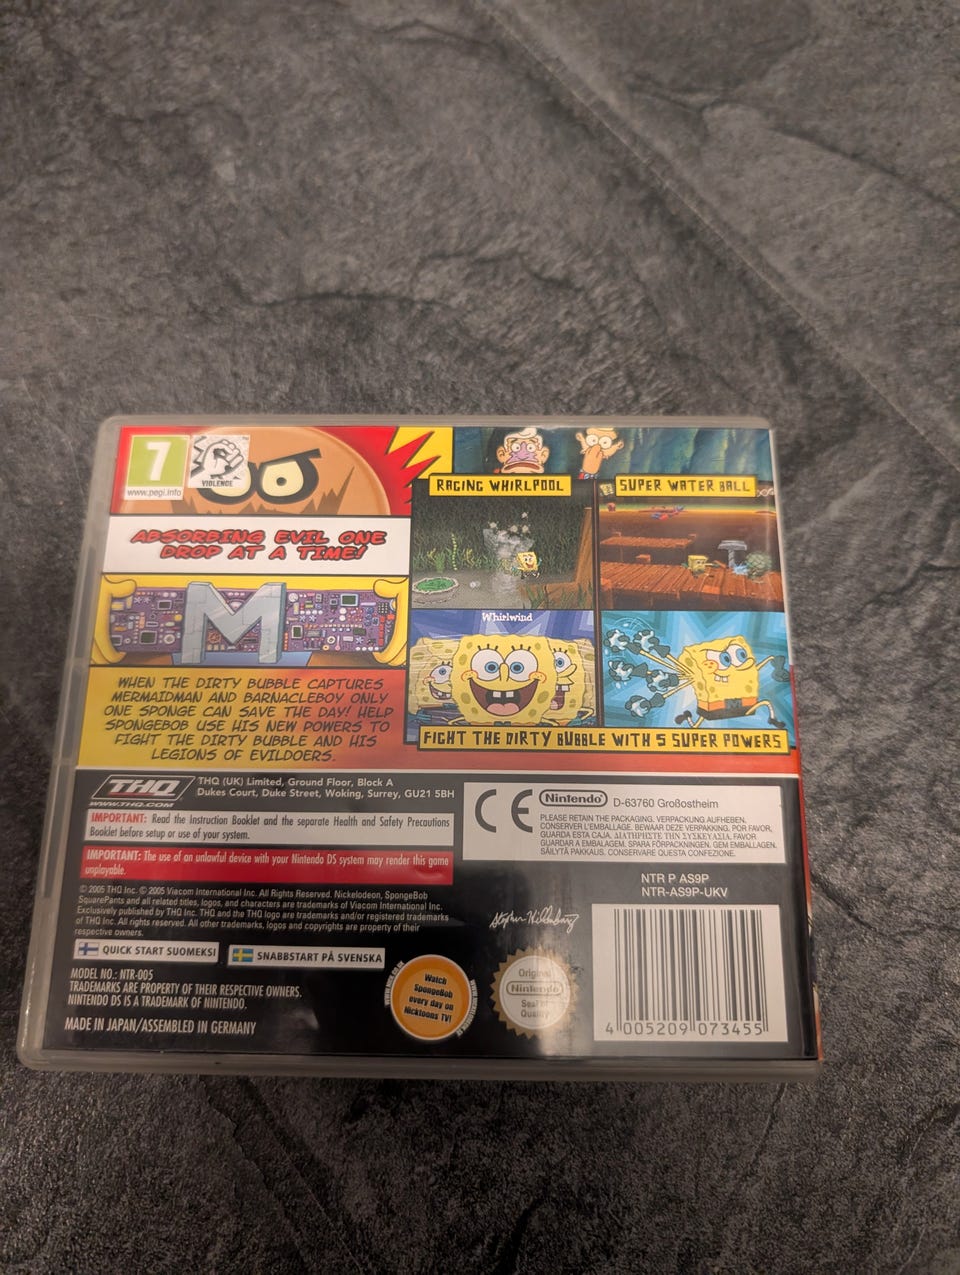 7
www.pegi.info
VIOLENCE
ABSORBING EVIL ONE
DROP AT A TIME!
M
WHEN THE DIRTY BUBBLE CAPTURES
MERMAIDMAN AND BARNACLEBOY ONLY
ONE SPONGE CAN SAVE THE DAY! HELP
SPONGEBOB USE HIS NEW POWERS TO
FIGHT THE DIRTY BUBBLE AND HIS
LEGIONS OF EVILDOERS.
RAGING WHIRLPOOL
SUPER WATER BALL
Whirlwind
FIGHT THE DIRTY BUBBLE WITH 5 SUPER POWERS
THQ
WWW.THQ.COM
THQ (UK) Limited, Ground Floor, Block A
Dukes Court, Duke Street, Woking, Surrey, GU21 5BH
IMPORTANT: Read the Instruction Booklet and the separate Health and Safety Precautions
Booklet before setup or use of your system.
IMPORTANT: The use of an unlawful device with your Nintendo DS system may render this game
unplayable.
© 2005 THQ Inc. © 2005 Viacom International Inc. All Rights Reserved. Nickelodeon, SpongeBob
SquarePants and all related titles, logos, and characters are trademarks of Viacom International Inc.
Exclusively published by THQ Inc. THQ and the THQ logo are trademarks and/or registered trademarks
of THQ Inc. All rights reserved. All other trademarks, logos and copyrights are property of their
respective owners.
QUICK START SUOMEKSI
SNABBSTART PÅ SVENSKA
MODEL NO.: NTR-005
TRADEMARKS ARE PROPERTY OF THEIR RESPECTIVE OWNERS.
NINTENDO DS IS A TRADEMARK OF NINTENDO.
MADE IN JAPAN/ASSEMBLED IN GERMANY
CE
Nintendo®
D-63760 Großostheim
PLEASE RETAIN THE PACKAGING. VERPACKUNG AUFHEBEN.
CONSERVER L'EMBALLAGE. BEWAAR DEZE VERPAKKING. POR FAVOR,
GUARDA ESTA CAJA. ΔΙΑΤΗΡΗΣΤΕ ΤΗΝ ΣΥΣΚΕΥΑΣΙΑ. FAVOR
GUARDAR A EMBALAGEM. SPARA FÖRPACKNINGEN. GEM EMBALLAGEN.
SÄILYTÄ PAKKAUS. CONSERVARE QUESTA CONFEZIONE.
NTR P AS9P
NTR-AS9P-UKV
Stephen Hillenburg
Watch
SpongeBob
every day on
Nicktoons TV!
Original
Nintendo
Seal of
Quality
4 005209 073455